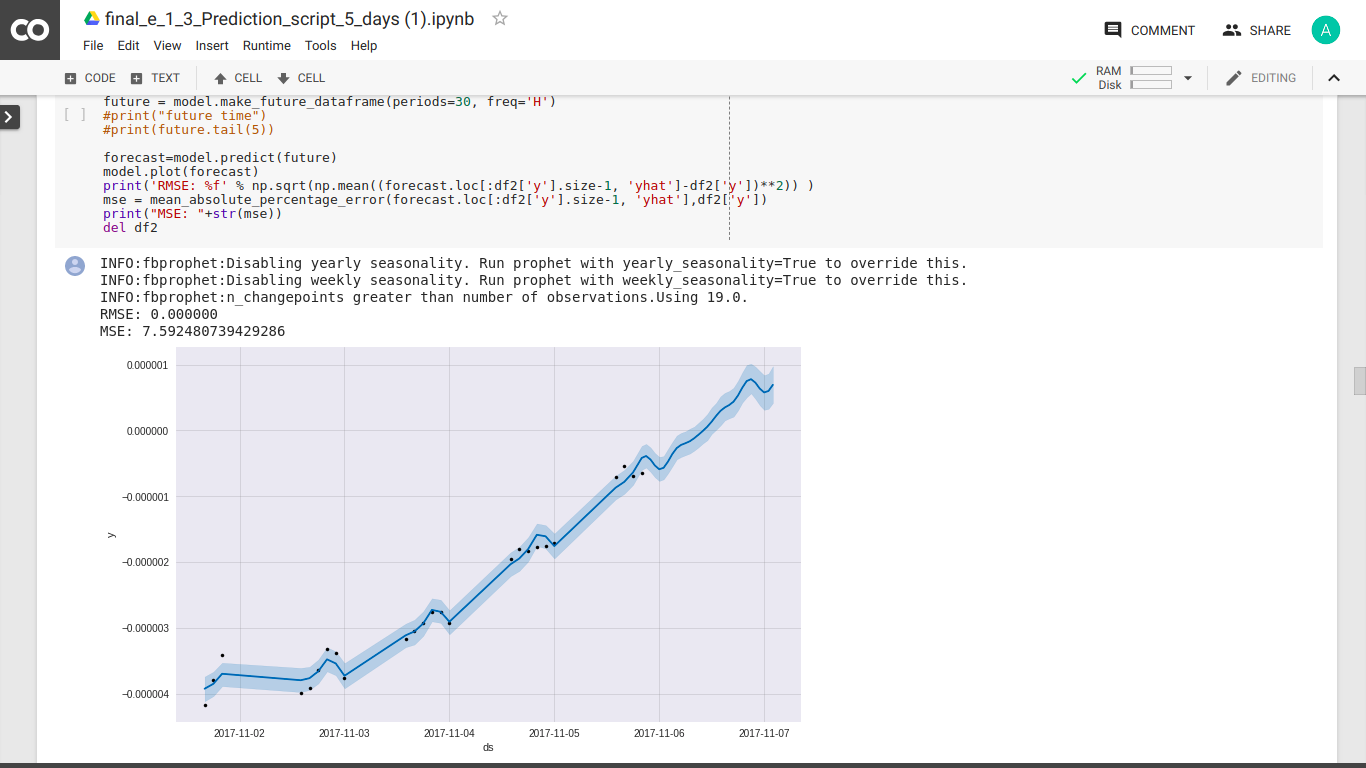 CO
final_e_1_3_Prediction_script_5_days (1).ipynb
File Edit View Insert Runtime Tools Help
COMMENT SHARE A
CODE TEXT CELL CELL
RAM
Disk
EDITING
future = model.make_future_dataframe(periods=30, freq='H')
[ ] #print("future time")
#print(future.tail(5))
forecast=model.predict(future)
model.plot(forecast)
print('RMSE: %f' % np.sqrt(np.mean((forecast.loc[:df2['y'].size-1, 'yhat']-df2['y'])**2)) )
mse = mean_absolute_percentage_error(forecast.loc[:df2['y'].size-1, 'yhat'],df2['y'])
print("MSE: "+str(mse))
del df2
INFO:fbprophet:Disabling yearly seasonality. Run prophet with yearly_seasonality=True to override this.
INFO:fbprophet:Disabling weekly seasonality. Run prophet with weekly_seasonality=True to override this.
INFO:fbprophet:n_changepoints greater than number of observations.Using 19.0.
RMSE: 0.000000
MSE: 7.592480739429286
0.000001
0.000000
−0.000001
−0.000002
−0.000003
−0.000004
y
2017-11-02 2017-11-03 2017-11-04 2017-11-05 2017-11-06 2017-11-07
ds